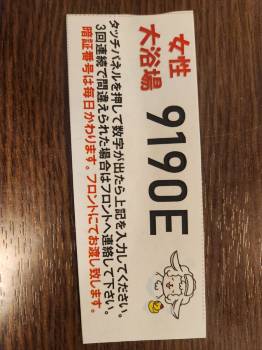 女性
大浴場
9190E
タッチパネルを押して数字が出たら上記を入力してください。
3回連続で間違えられた場合はフロントへ連絡して下さい。
暗証番号は毎日かわります。フロントにてお渡し致します。